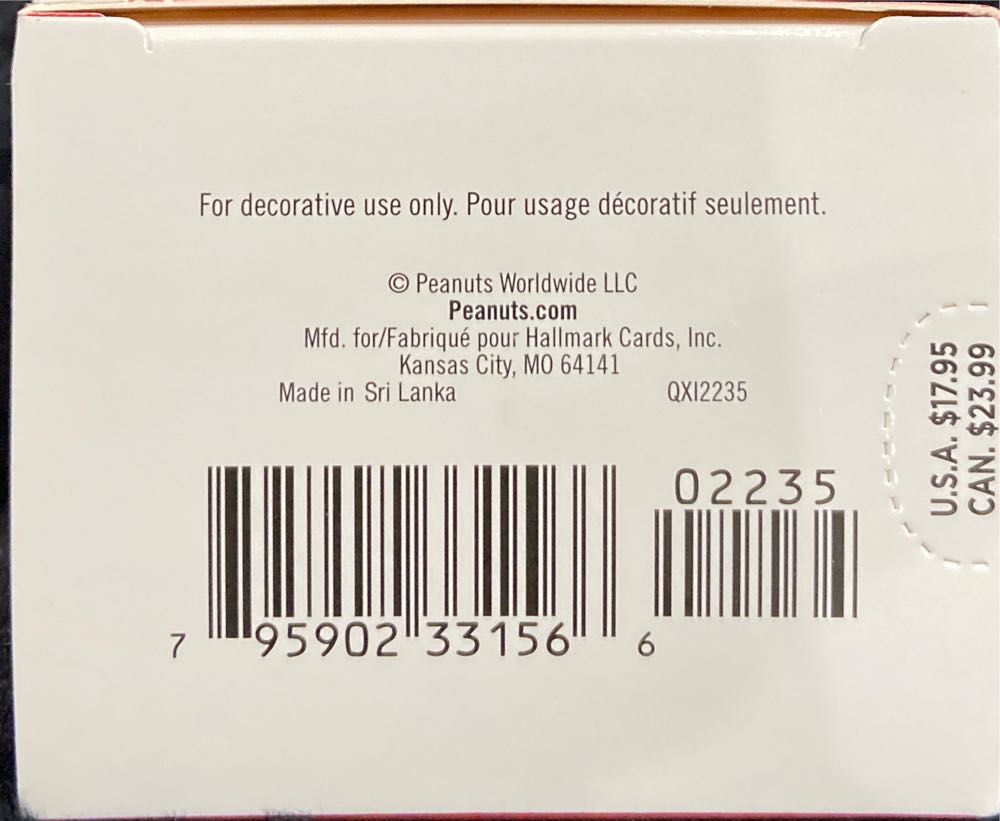 For decorative use only. Pour usage décoratif seulement.
© Peanuts Worldwide LLC
Peanuts.com
Mfd. for/Fabriqué pour Hallmark Cards, Inc.
Kansas City, MO 64141
Made in Sri Lanka QXI2235
02235
7 95902 33156 6
U.S.A. $17.95
CAN. $23.99